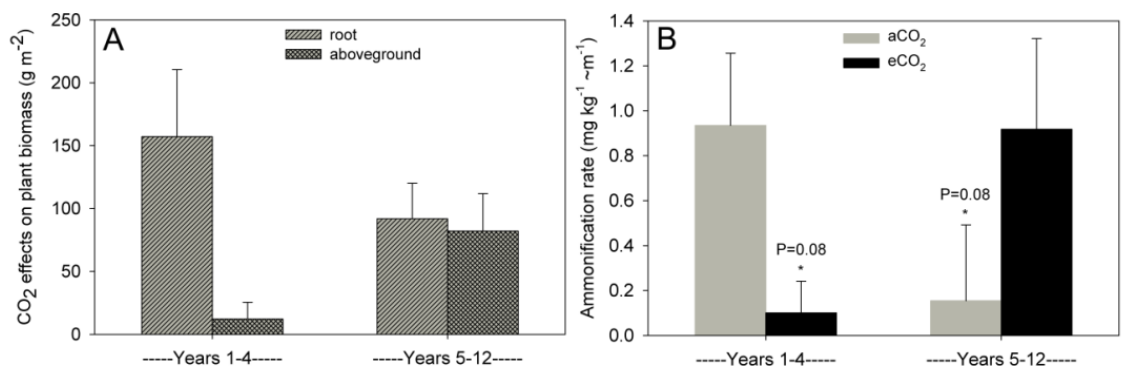 A
root
aboveground
CO₂ effects on plant biomass (g m⁻²)
250
200
150
100
50
0
-----Years 1-4-----
-----Years 5-12-----
B
aCO₂
eCO₂
Ammonification rate (mg kg⁻¹ ~m⁻¹)
1.4
1.2
1.0
0.8
0.6
0.4
0.2
0.0
P=0.08
*
P=0.08
*
-----Years 1-4-----
-----Years 5-12-----